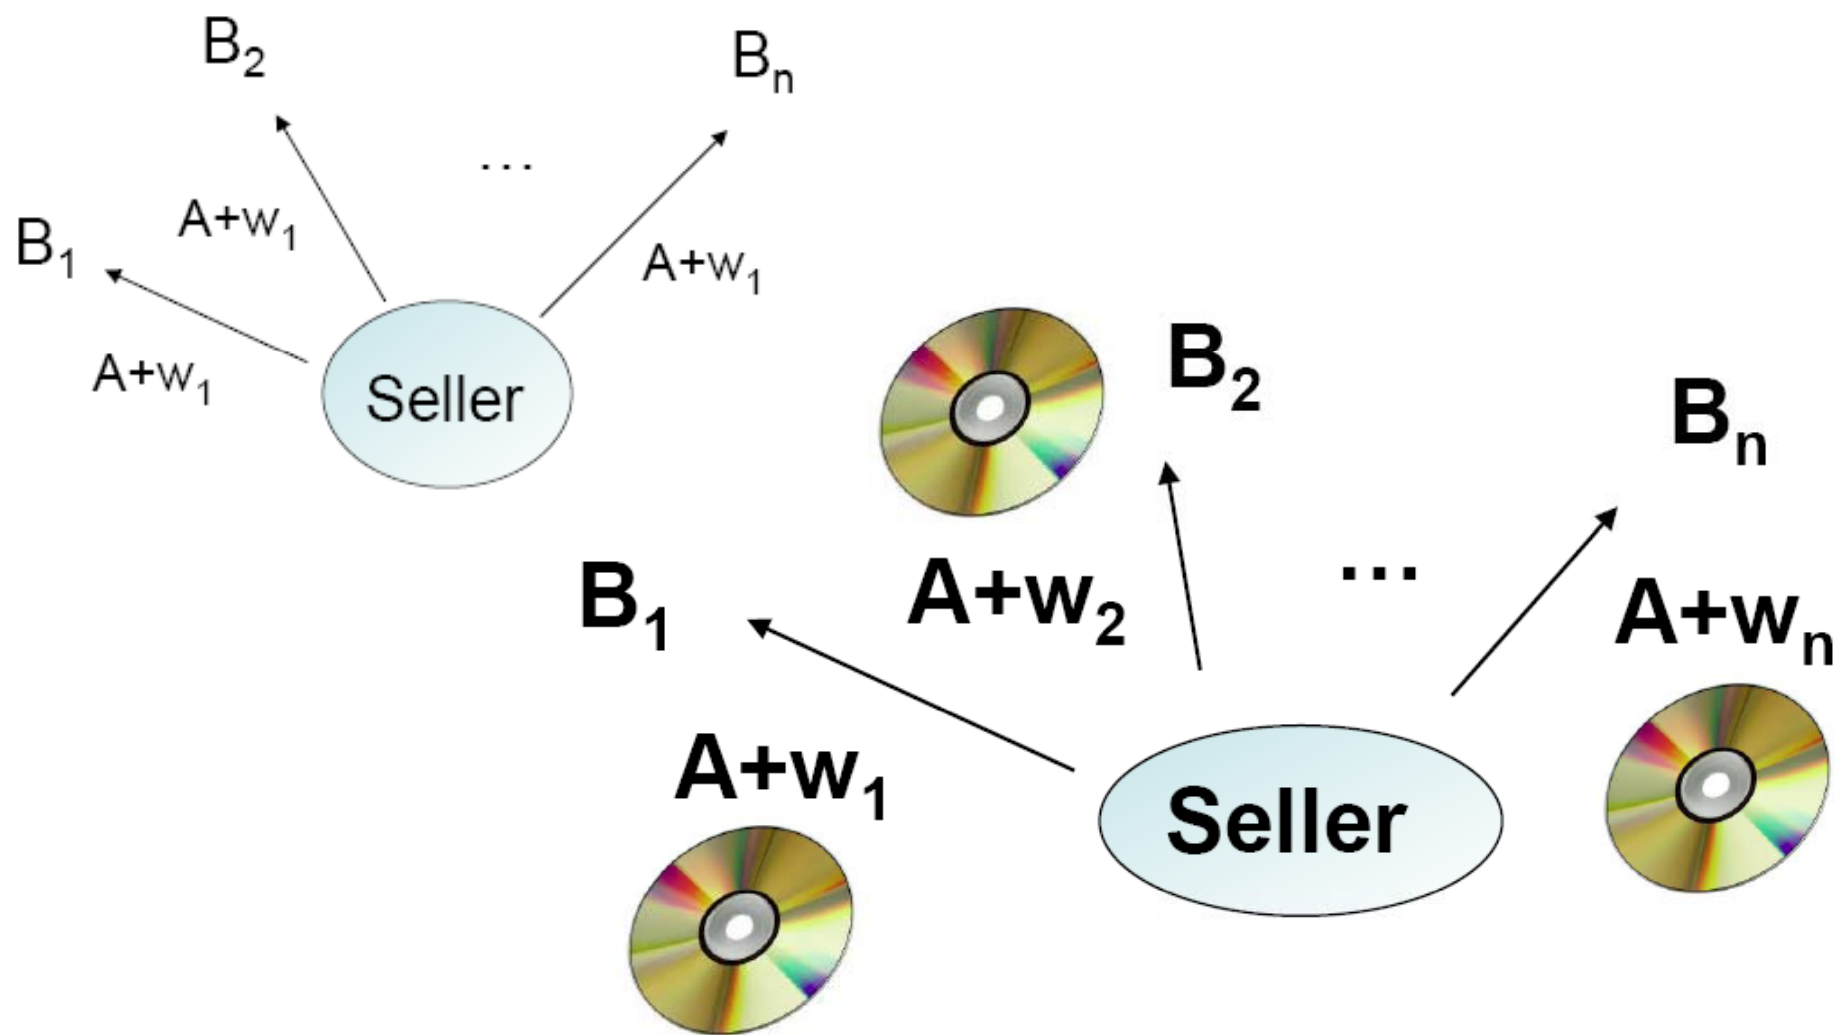 B₂
Bₙ
...
A+w₁
B₁
A+w₁
A+w₁
Seller
B₂
Bₙ
...
B₁
A+w₂
A+wₙ
A+w₁
Seller